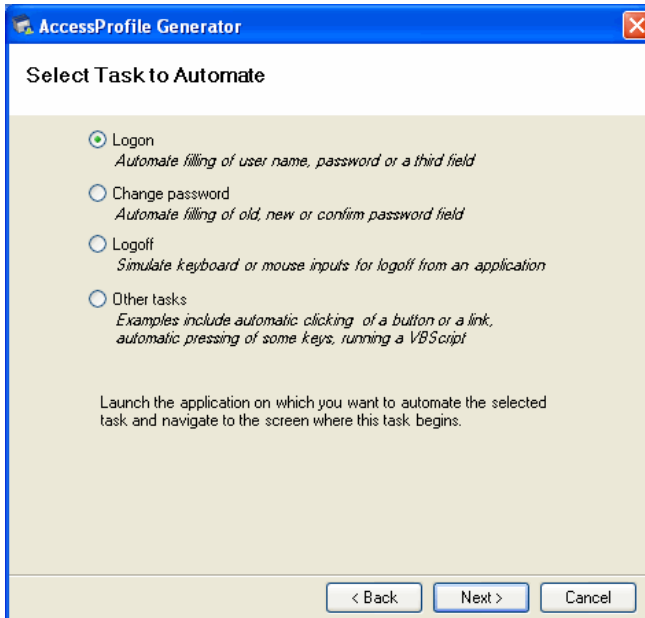 AccessProfile Generator
Select Task to Automate
Logon
Automate filling of user name, password or a third field
Change password
Automate filling of old, new or confirm password field
Logoff
Simulate keyboard or mouse inputs for logoff from an application
Other tasks
Examples include automatic clicking of a button or a link,
automatic pressing of some keys, running a VBScript
Launch the application on which you want to automate the selected
task and navigate to the screen where this task begins.
< Back Next > Cancel